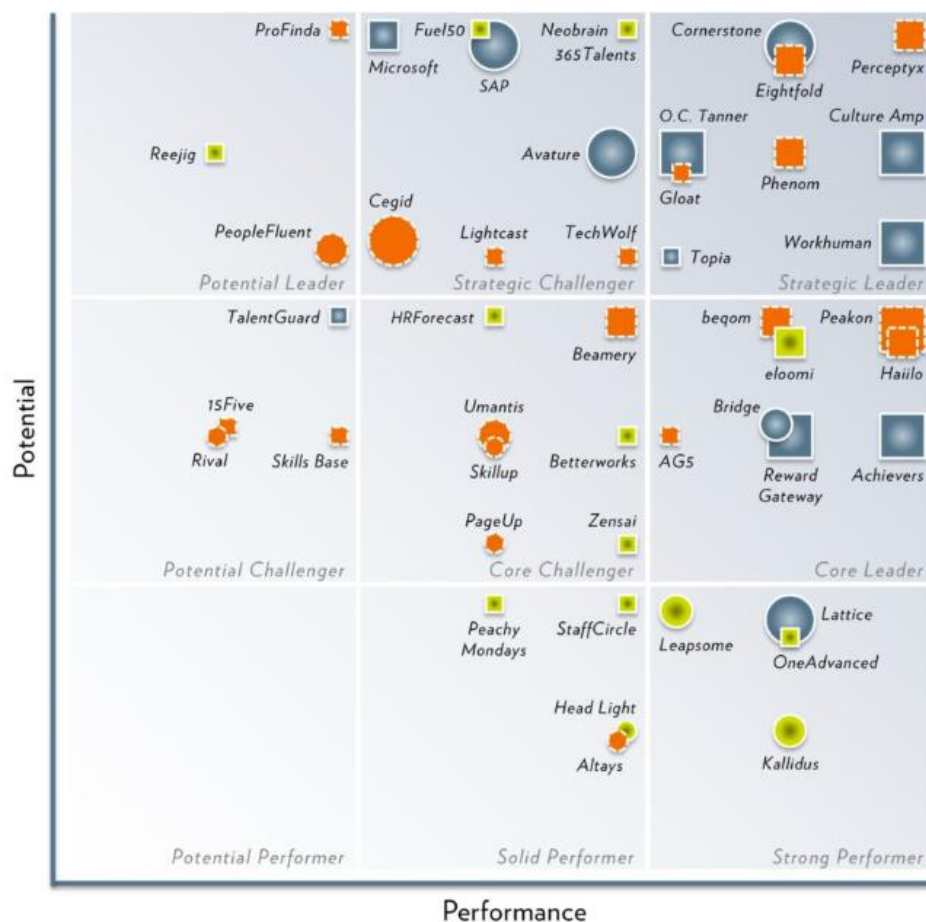 ProFinda
Microsoft
Fuel50
SAP
Neobrain
365Talents
Cornerstone
Eightfold
Perceptyx
Reejig
Avature
O.C. Tanner
Gloat
Phenom
Culture Amp
PeopleFluent
Cegid
Lightcast
TechWolf
Topia
Workhuman
Potential Leader
Strategic Challenger
Strategic Leader
TalentGuard
HRForecast
Beamery
beqom
eloomi
Peakon
Haiilo
15Five
Rival
Skills Base
Umantis
Skillup
Betterworks
AG5
Bridge
Reward
Gateway
Achievers
PageUp
Zensai
Potential Challenger
Core Challenger
Core Leader
Peachy
Mondays
StaffCircle
Leapsome
Lattice
OneAdvanced
Head Light
Altays
Kallidus
Potential Performer
Solid Performer
Strong Performer
Potential
Performance